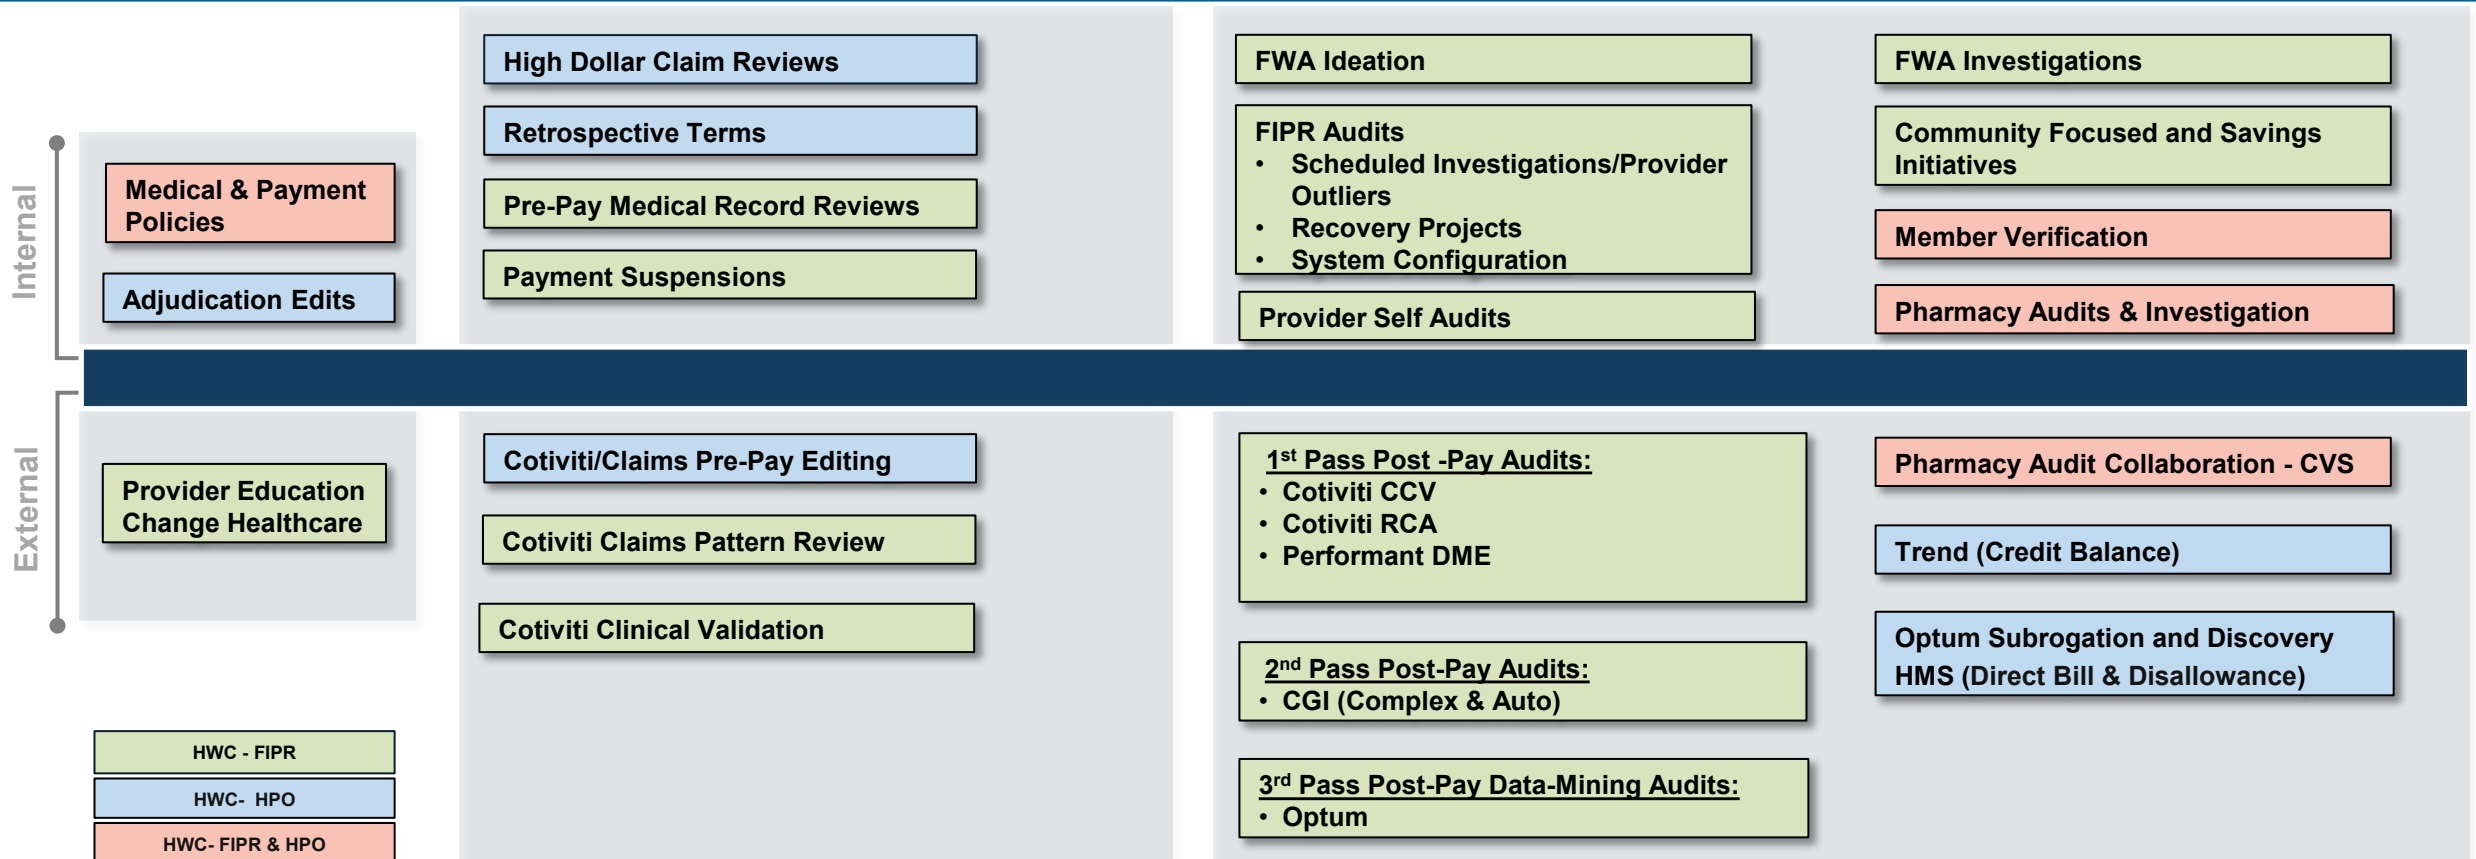 Internal
Medical & Payment
Policies
Adjudication Edits
High Dollar Claim Reviews
Retrospective Terms
Pre-Pay Medical Record Reviews
Payment Suspensions
FWA Ideation
FIPR Audits
• Scheduled Investigations/Provider
Outliers
• Recovery Projects
• System Configuration
Provider Self Audits
FWA Investigations
Community Focused and Savings
Initiatives
Member Verification
Pharmacy Audits & Investigation
External
Provider Education
Change Healthcare
Cotiviti/Claims Pre-Pay Editing
Cotiviti Claims Pattern Review
Cotiviti Clinical Validation
1st Pass Post -Pay Audits:
• Cotiviti CCV
• Cotiviti RCA
• Performant DME
2nd Pass Post-Pay Audits:
• CGI (Complex & Auto)
3rd Pass Post-Pay Data-Mining Audits:
• Optum
Pharmacy Audit Collaboration - CVS
Trend (Credit Balance)
Optum Subrogation and Discovery
HMS (Direct Bill & Disallowance)
HWC - FIPR
HWC- HPO
HWC- FIPR & HPO